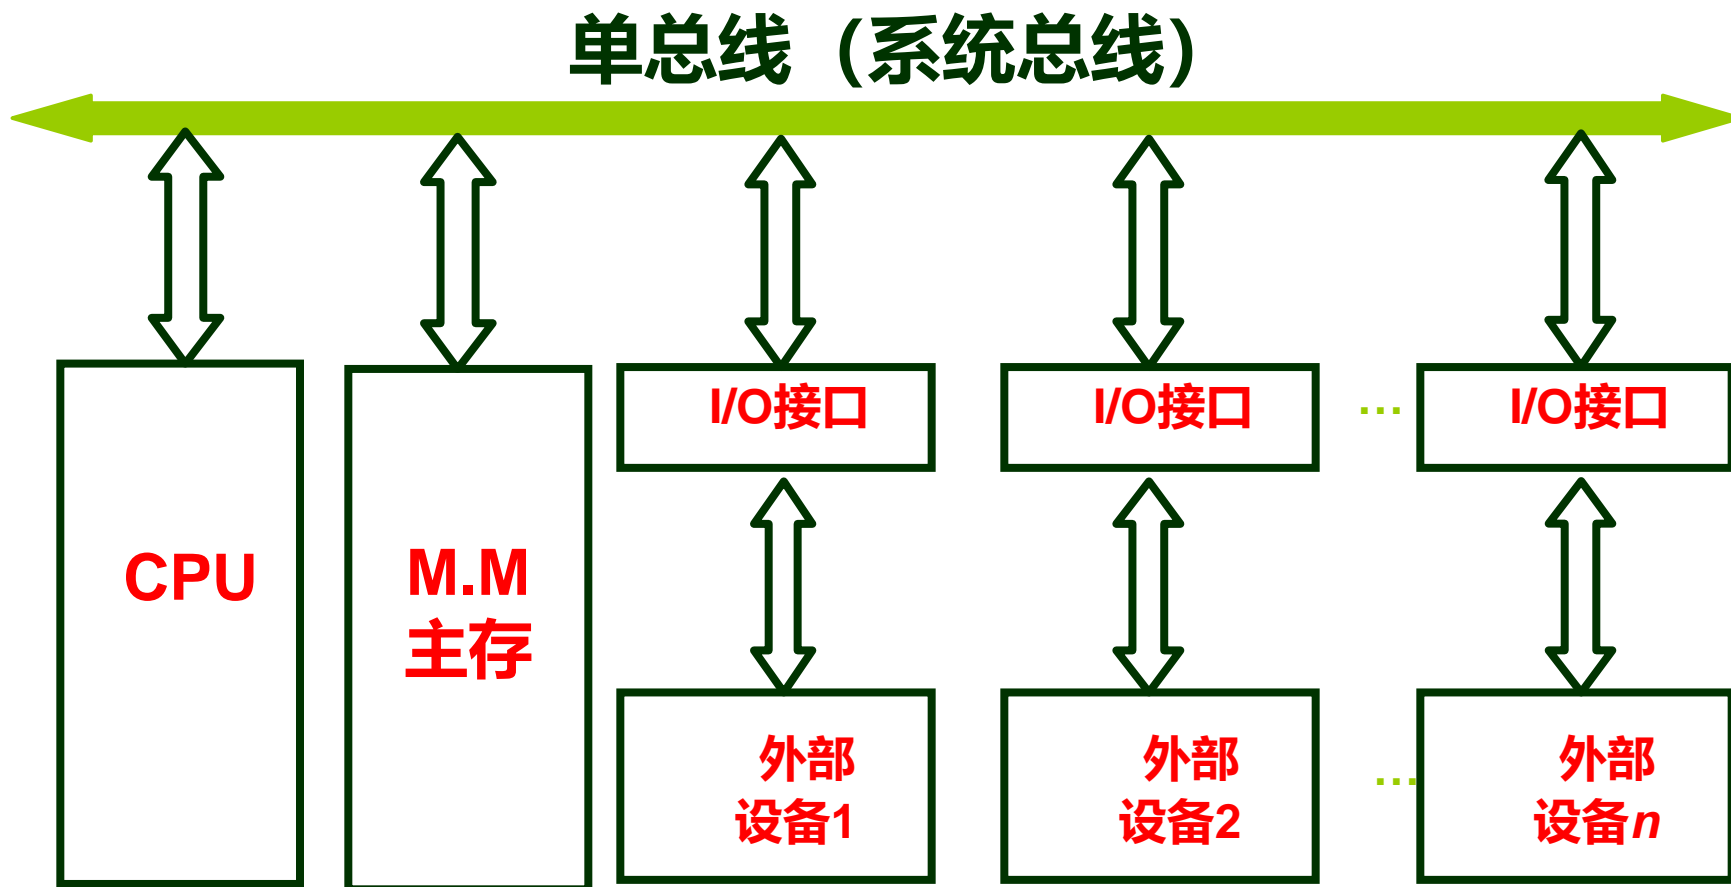 单总线（系统总线）
I/O接口
I/O接口
…
I/O接口
CPU
M.M
主存
外部
设备1
外部
设备2
…
外部
设备n